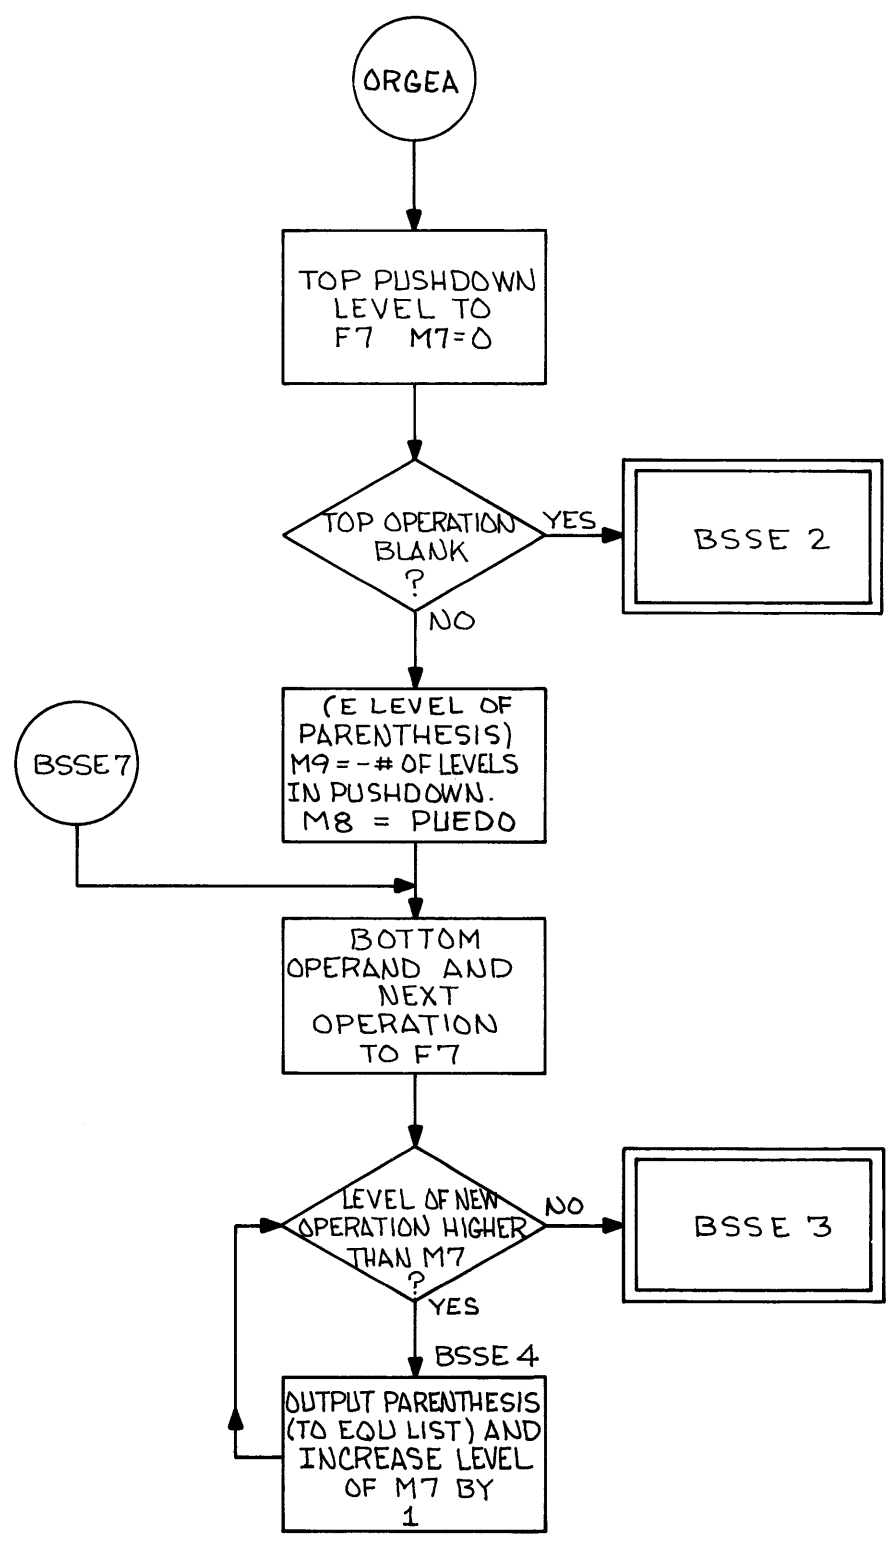 ORGEA
TOP PUSHDOWN
LEVEL TO
F7 M7=0
TOP OPERATION
BLANK
?
YES
BSSE 2
NO
(E LEVEL OF
PARENTHESIS)
M9=-# OF LEVELS
IN PUSHDOWN.
M8 = PUEDO
BSSE7
BOTTOM
OPERAND AND
NEXT
OPERATION
TO F7
LEVEL OF NEW
OPERATION HIGHER
THAN M7
?
NO
BSSE 3
YES
BSSE 4
OUTPUT PARENTHESIS
(TO EQU LIST) AND
INCREASE LEVEL
OF M7 BY
1